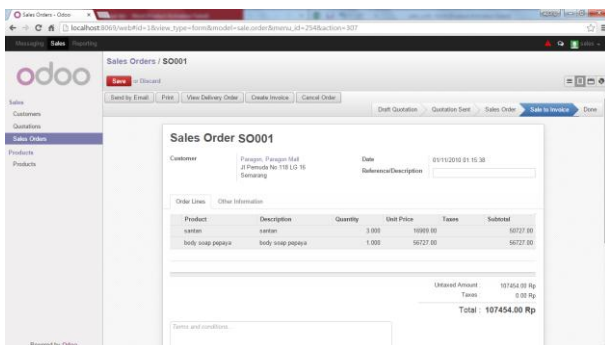 Sales Orders - Odoo
localhost:8069/web#id=1&view_type=form&model=sale.order&menu_id=254&action=307
Messaging Sales Reporting
sales
odoo
Sales Orders / SO001
Save or Discard
Sales
Customers
Quotations
Sales Orders
Products
Products
Send by Email Print View Delivery Order Create Invoice Cancel Order
Draft Quotation Quotation Sent Sales Order Sale to Invoice Done
Sales Order SO001
Customer Paragon, Paragon Mall
Jl Pemuda No 118 LG 16
Semarang
Date 01/11/2018 01:15:38
Reference/Description
Order Lines Other Information
Product Description Quantity Unit Price Taxes Subtotal
santan santan 3.000 50727.00
body soap pepaya body soap pepaya 1.000 56727.00 56727.00
Untaxed Amount : 107454.00 Rp
Taxes : 0.00 Rp
Total : 107454.00 Rp
Terms and conditions...
Powered by Odoo